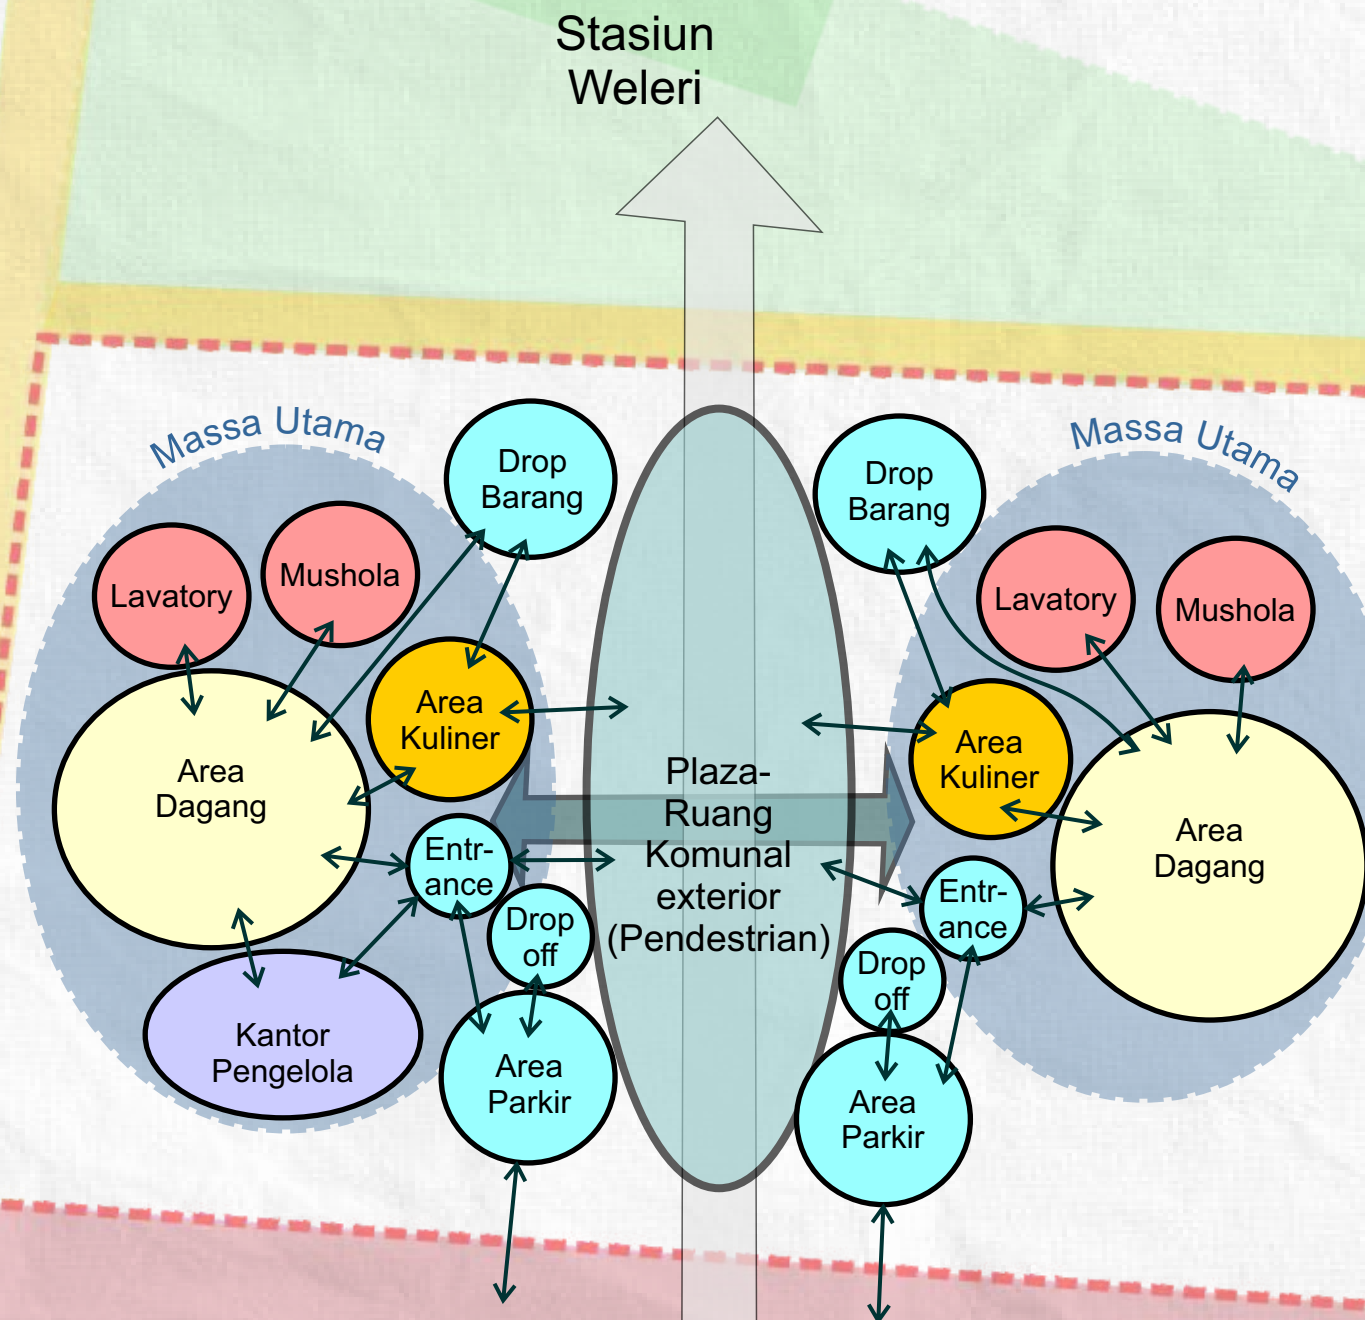 Stasiun
Weleri
Massa Utama
Drop
Barang
Lavatory
Mushola
Area
Kuliner
Area
Dagang
Entr-
ance
Drop
off
Kantor
Pengelola
Area
Parkir
Plaza-
Ruang
Komunal
exterior
(Pendestrian)
Massa Utama
Drop
Barang
Lavatory
Mushola
Area
Kuliner
Area
Dagang
Entr-
ance
Drop
off
Area
Parkir